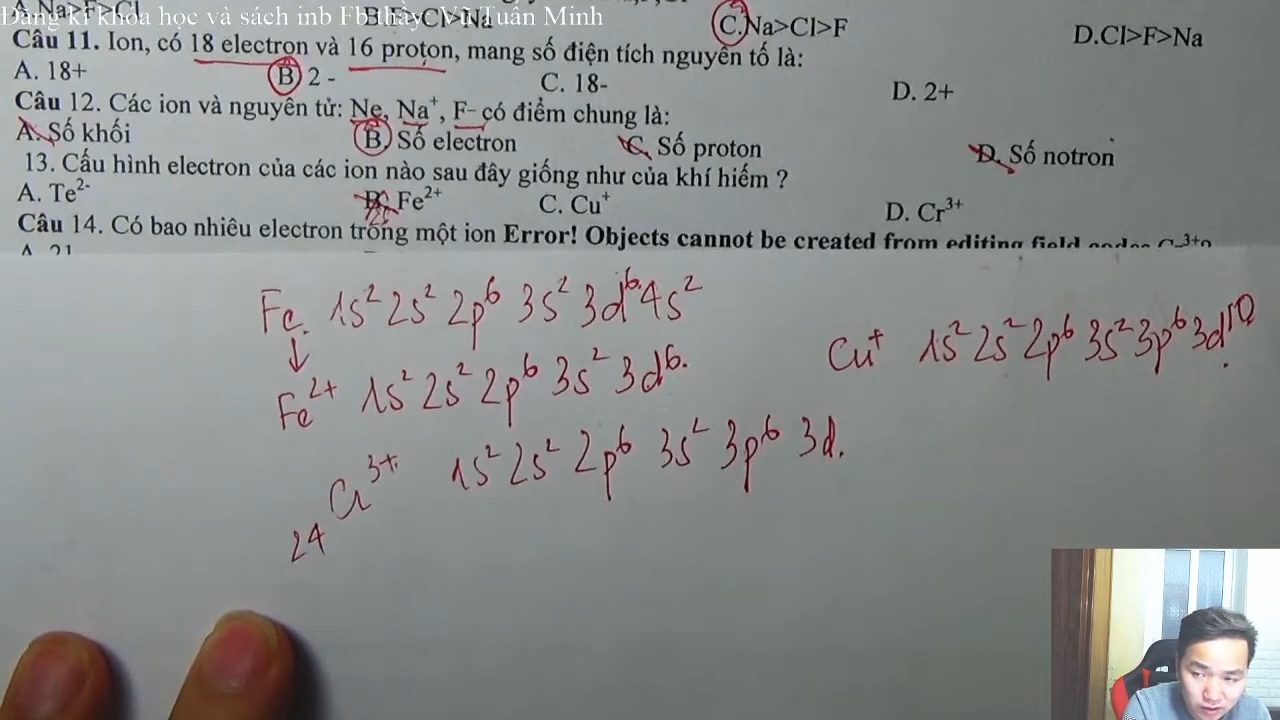 A. Na>F>Cl
B.F>Cl>Na
Đăng kí khóa học và sách inb Fb thầy Vũ Tuấn Minh
C.Na>Cl>F
D.Cl>F>Na
Câu 11. Ion, có 18 electron và 16 proton, mang số điện tích nguyên tố là:
A. 18+
B 2 -
C. 18-
D. 2+
Câu 12. Các ion và nguyên tử: Ne, Na⁺, F⁻ có điểm chung là:
A. Số khối
B. Số electron
C. Số proton
D. Số notron
13. Cấu hình electron của các ion nào sau đây giống như của khí hiếm ?
A. Te²⁻
B. Fe²⁺
C. Cu⁺
D. Cr³⁺
Câu 14. Có bao nhiêu electron trong một ion Error! Objects cannot be created from editing field codes
A. 21
Fe 1s² 2s² 2p⁶ 3s² 3d⁶ 4s²
Fe²⁺ 1s² 2s² 2p⁶ 3s² 3d⁶
Cu⁺ 1s² 2s² 2p⁶ 3s² 3p⁶ 3d¹⁰
₂₄Cr³⁺ 1s² 2s² 2p⁶ 3s² 3p⁶ 3d